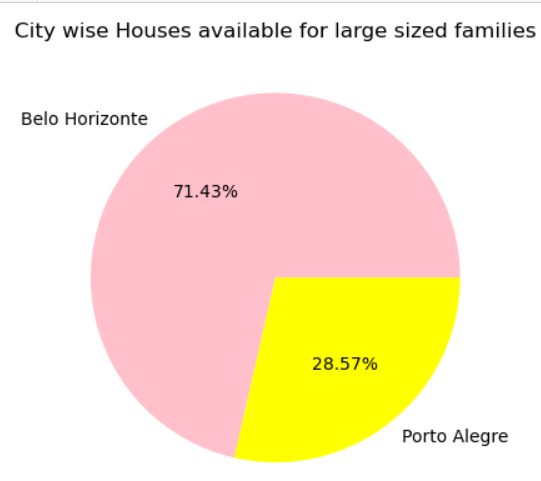 City wise Houses available for large sized families
Belo Horizonte
71.43%
28.57%
Porto Alegre